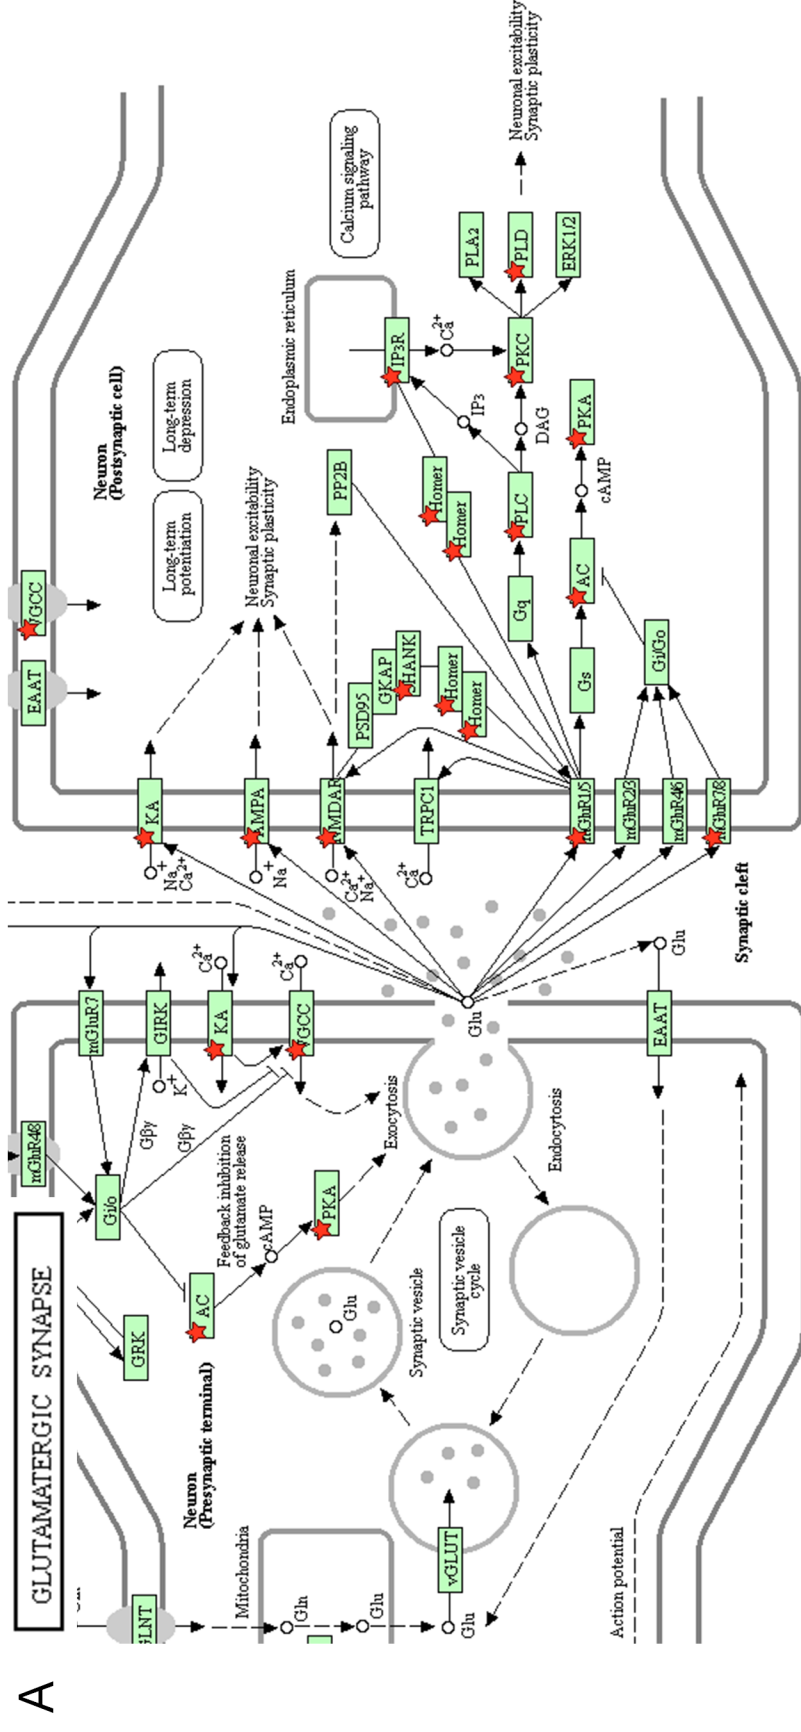 A
GLUTAMATERGIC SYNAPSE
mGluR4/8
EAAT
VGCC
mGluR7
Neuron
(Postsynaptic cell)
GLNT
GRK
Gi/o
Gβγ
GIRK
K+
KA
Na+
Ca2+
Long-term
potentiation
Long-term
depression
Neuron
(Presynaptic terminal)
AC
Gβγ
KA
Ca2+
Feedback inhibition
of glutamate release
cAMP
AMPA
Na+
Neuronal excitability
Synaptic plasticity
Mitochondria
Gln
Glu
VGCC
Ca2+
Endoplasmic reticulum
PKA
NMDAR
Ca2+
Na+
PP2B
Calcium signaling
pathway
Glu
PSD95
GKAP
SHANK
IP3R
Exocytosis
Synaptic vesicle
TRPC1
Ca2+
Homer
Homer
Homer
Homer
Ca2+
IP3
vGLUT
Glu
Synaptic vesicle
cycle
Glu
Gq
PLC
DAG
PKC
PLA2
PLD
ERK1/2
Neuronal excitability
Synaptic plasticity
Endocytosis
mGluR1/5
Gs
AC
cAMP
PKA
mGluR2/3
Gi/Go
mGluR4/6
mGluR7/8
EAAT
Glu
Action potential
Synaptic cleft